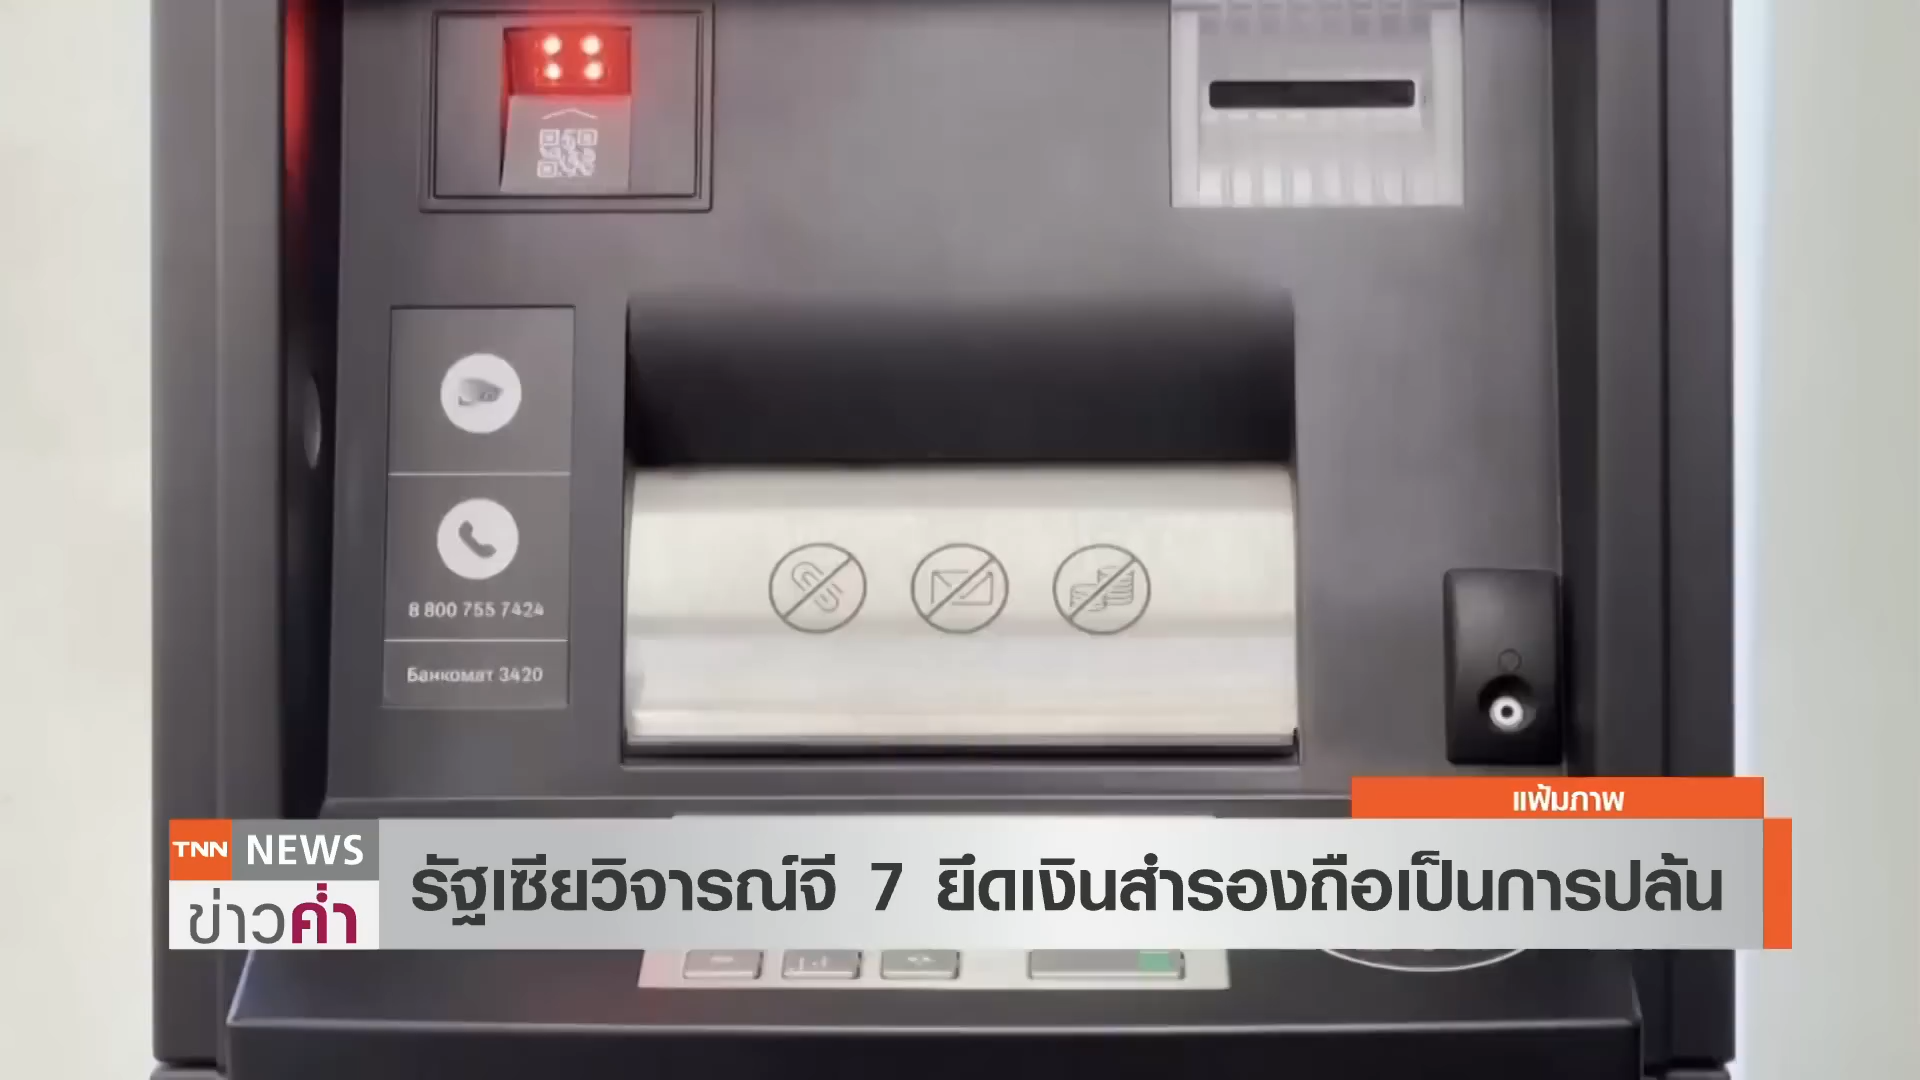 8 800 755 7424
Банкомат 3420
แฟ้มภาพ
TNN NEWS
ข่าวค่ำ
รัฐเซียวิจารณ์จี 7 ยึดเงินสำรองถือเป็นการปล้น